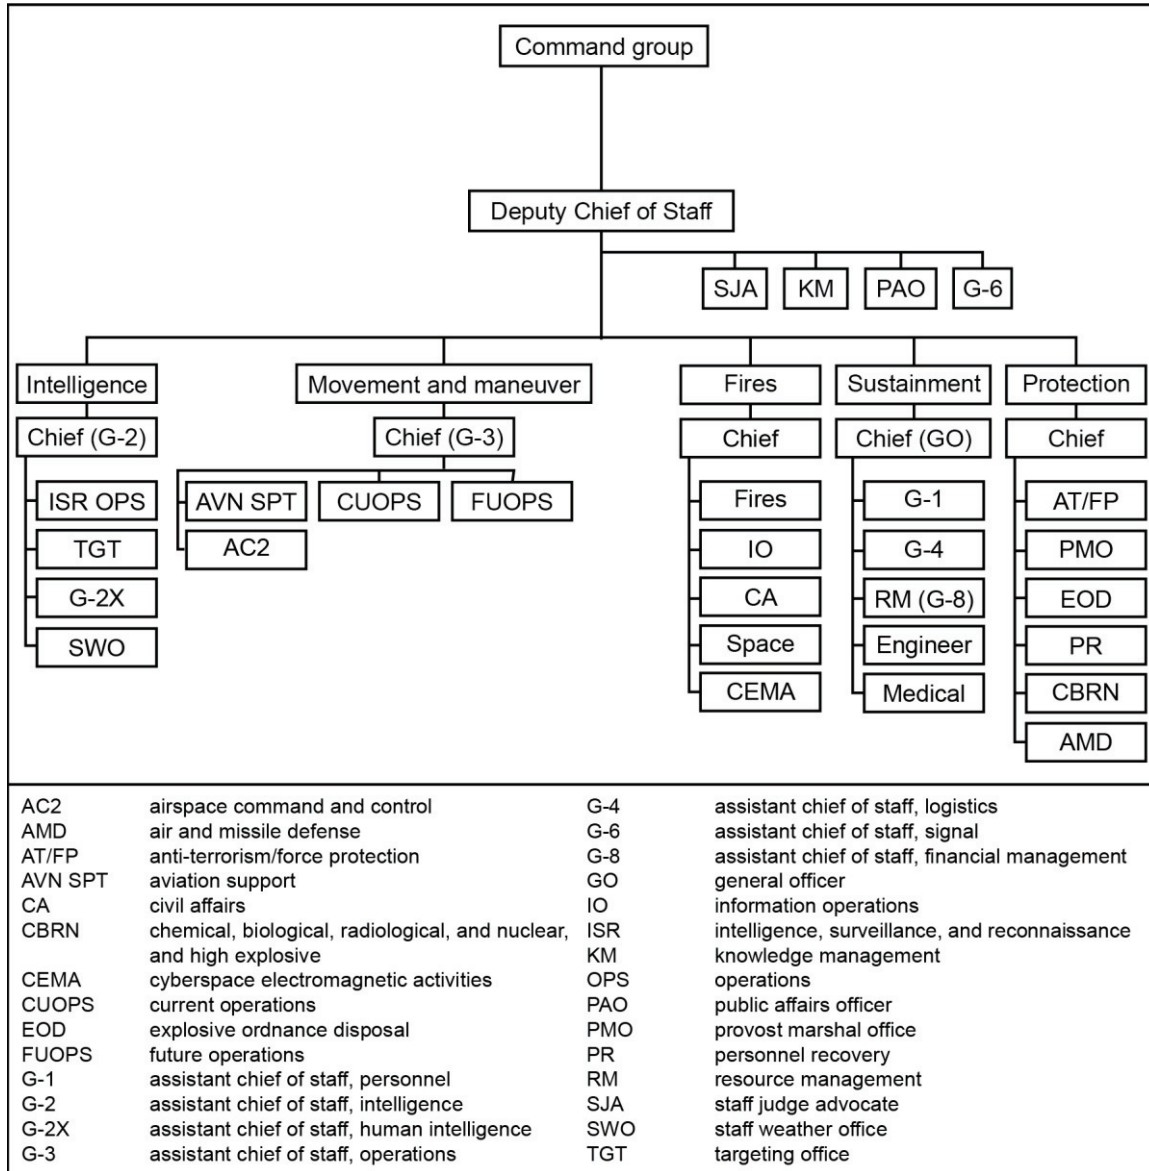 Command group
Deputy Chief of Staff
SJA KM PAO G-6
Intelligence Movement and maneuver Fires Sustainment Protection
Chief (G-2) Chief (G-3) Chief Chief (GO) Chief
ISR OPS AVN SPT CUOPS FUOPS Fires G-1 AT/FP
TGT AC2 IO G-4 PMO
G-2X CA RM (G-8) EOD
SWO Space Engineer PR
CEMA Medical CBRN
AMD
AC2 airspace command and control
AMD air and missile defense
AT/FP anti-terrorism/force protection
AVN SPT aviation support
CA civil affairs
CBRN chemical, biological, radiological, and nuclear,
and high explosive
CEMA cyberspace electromagnetic activities
CUOPS current operations
EOD explosive ordnance disposal
FUOPS future operations
G-1 assistant chief of staff, personnel
G-2 assistant chief of staff, intelligence
G-2X assistant chief of staff, human intelligence
G-3 assistant chief of staff, operations
G-4 assistant chief of staff, logistics
G-6 assistant chief of staff, signal
G-8 assistant chief of staff, financial management
GO general officer
IO information operations
ISR intelligence, surveillance, and reconnaissance
KM knowledge management
OPS operations
PAO public affairs officer
PMO provost marshal office
PR personnel recovery
RM resource management
SJA staff judge advocate
SWO staff weather office
TGT targeting office